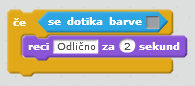 če se dotika barve
reci Odlično za 2 sekund